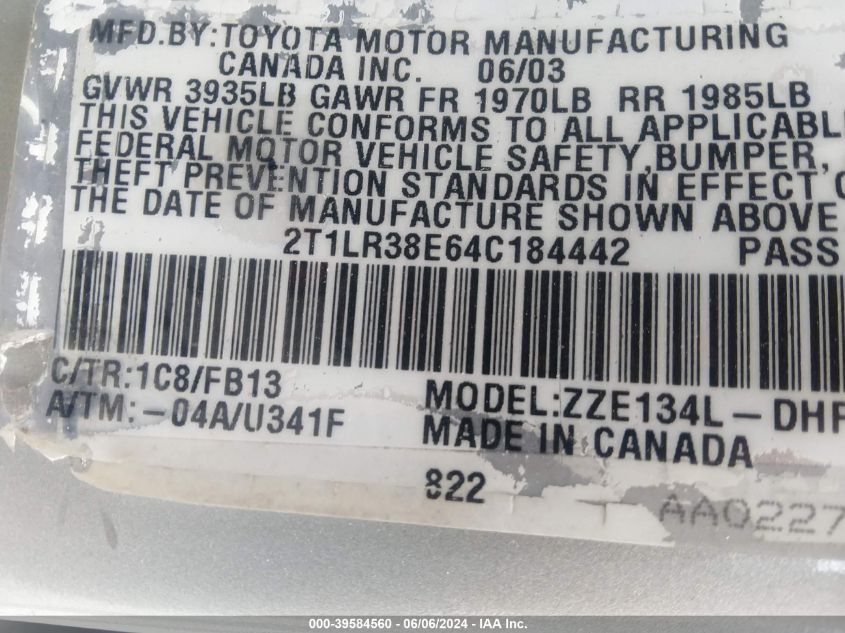 MFD.BY:TOYOTA MOTOR MANUFACTURING
CANADA INC. 06/03
GVWR 3935LB GAWR FR 1970LB RR 1985LB
THIS VEHICLE CONFORMS TO ALL APPLICABL
FEDERAL MOTOR VEHICLE SAFETY,BUMPER,
THEFT PREVENTION STANDARDS IN EFFECT O
THE DATE OF MANUFACTURE SHOWN ABOVE
2T1LR38E64C184442 PASS
C/TR:1C8/FB13
A/TM:-04A/U341F
MODEL:ZZE134L-DH
MADE IN CANADA
822
AA0227
000-39584560 - 06/06/2024 - IAA Inc.